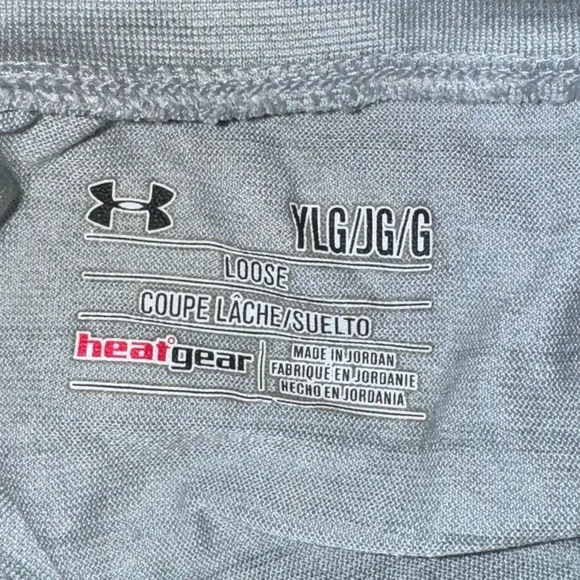 YLG/JG/G
LOOSE
COUPE LÂCHE/SUELTO
heatgear
MADE IN JORDAN
FABRIQUÉ EN JORDANIE
HECHO EN JORDANIA